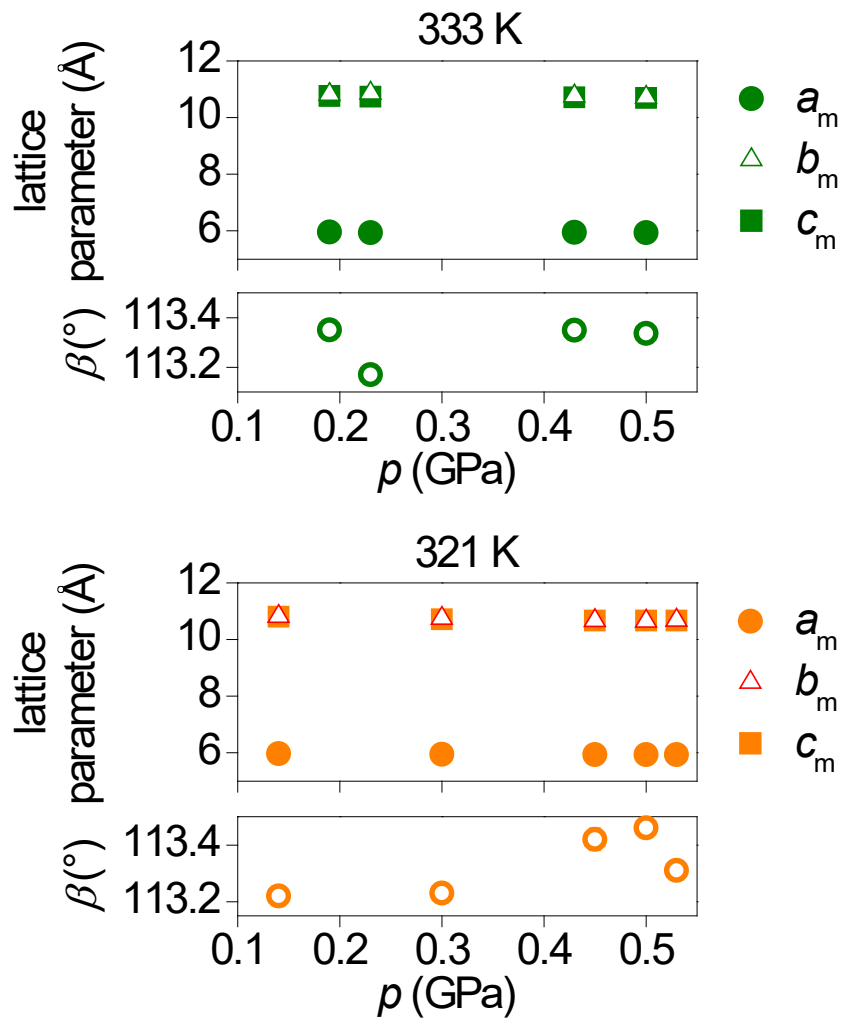 333 K
lattice
parameter (Å)
12
10
8
6
a_m
b_m
c_m
β(°)
113.4
113.2
0.1 0.2 0.3 0.4 0.5
p (GPa)
321 K
lattice
parameter (Å)
12
10
8
6
a_m
b_m
c_m
β(°)
113.4
113.2
0.1 0.2 0.3 0.4 0.5
p (GPa)